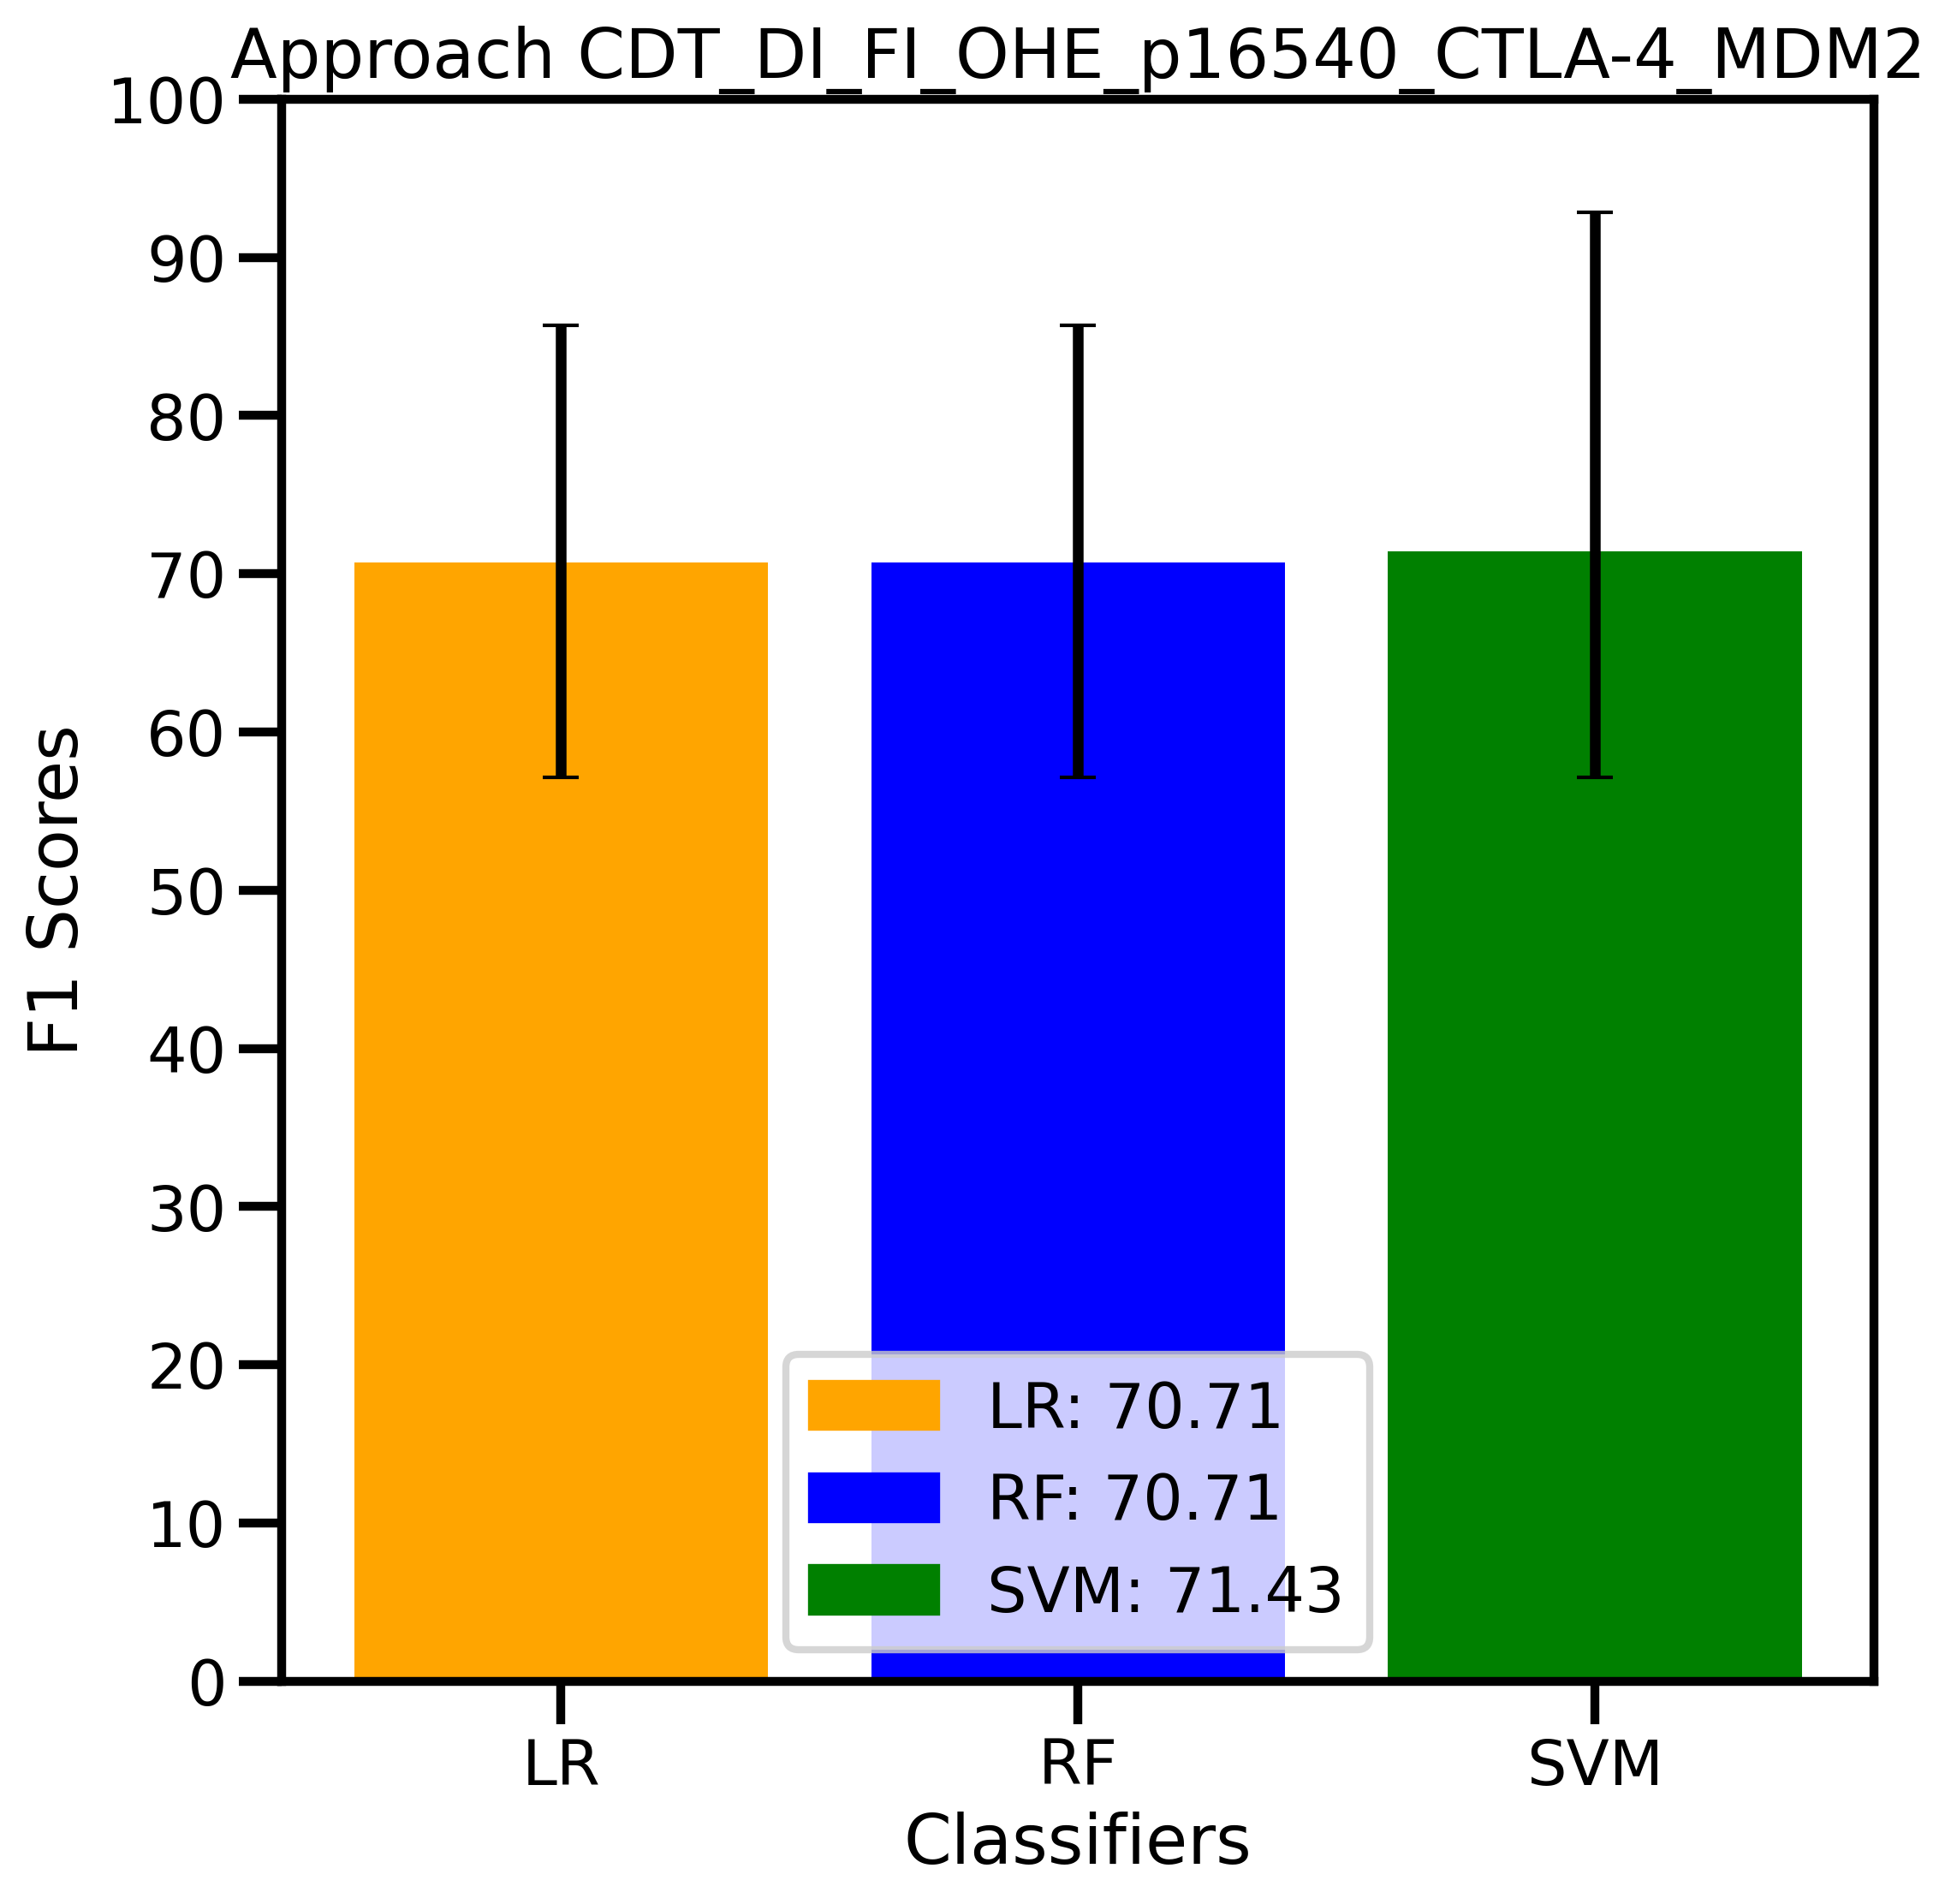 Approach CDT_DI_FI_OHE_p16540_CTLA-4_MDM2
100
90
80
70
60
50
40
30
20
10
0
F1 Scores
LR: 70.71
RF: 70.71
SVM: 71.43
LR RF SVM
Classifiers